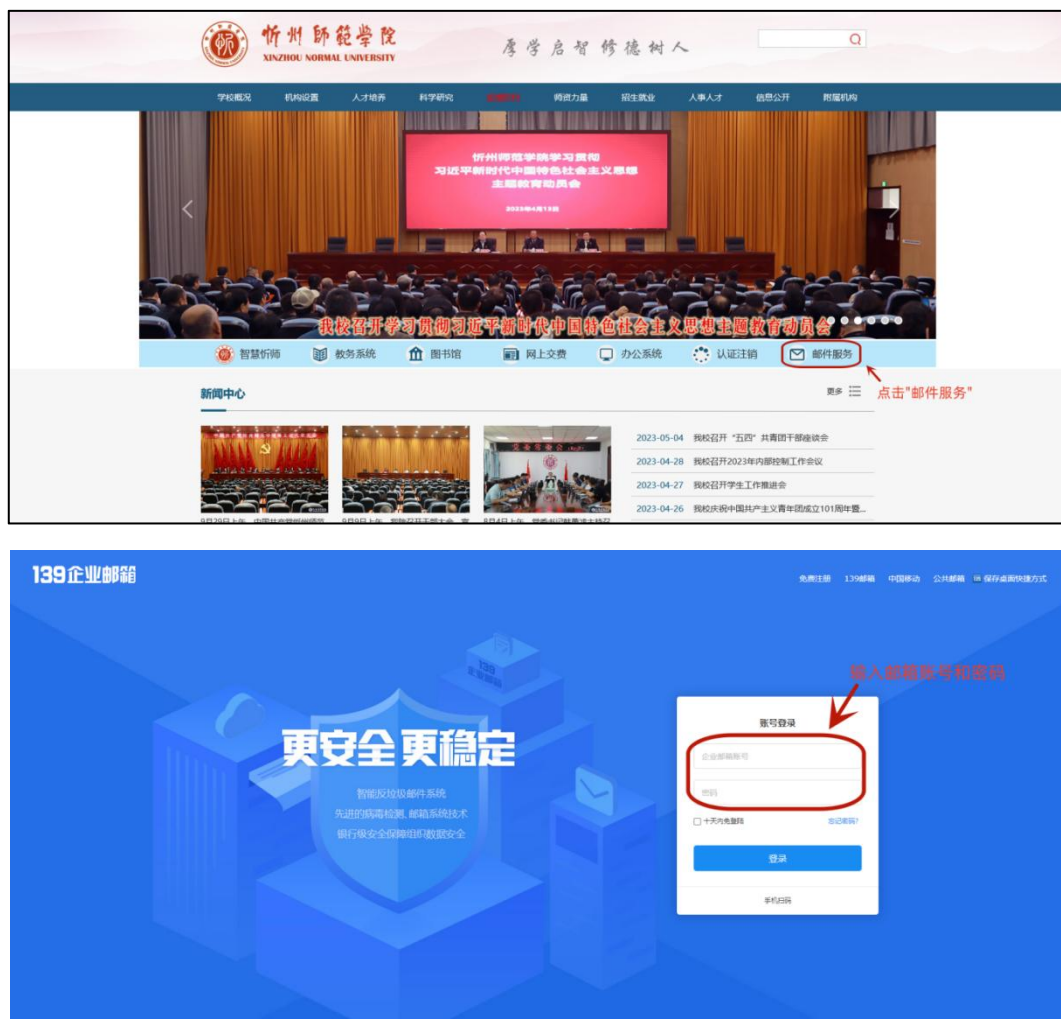 忻州師範學院
XINZHOU NORMAL UNIVERSITY
厚学启智修德树人
学校概况 机构设置 人才培养 科学研究 师资力量 招生就业 人事人才 信息公开 附属机构
忻州师范学院学习贯彻
习近平新时代中国特色社会主义思想
主题教育动员会
2023年4月13日
我校召开学习贯彻习近平新时代中国特色社会主义思想主题教育动员会
智慧忻师 教务系统 图书馆 网上交费 办公系统 认证注销 邮件服务
点击"邮件服务"
新闻中心
更多
2023-05-04 我校召开“五四”共青团干部座谈会
2023-04-28 我校召开2023年内部控制工作会议
2023-04-27 我校召开学生工作推进会
2023-04-26 我校庆祝中国共产主义青年团成立101周年暨...
139企业邮箱
免费注册 139邮箱 中国移动 公共邮箱 保存桌面快捷方式
139
企业邮箱
输入邮箱账号和密码
更安全更稳定
智能反垃圾邮件系统
先进的病毒检测、邮箱系统技术
银行级安全保障组织数据安全
账号登录
企业邮箱账号
密码
十天内免登陆 忘记密码?
登录
手机扫码